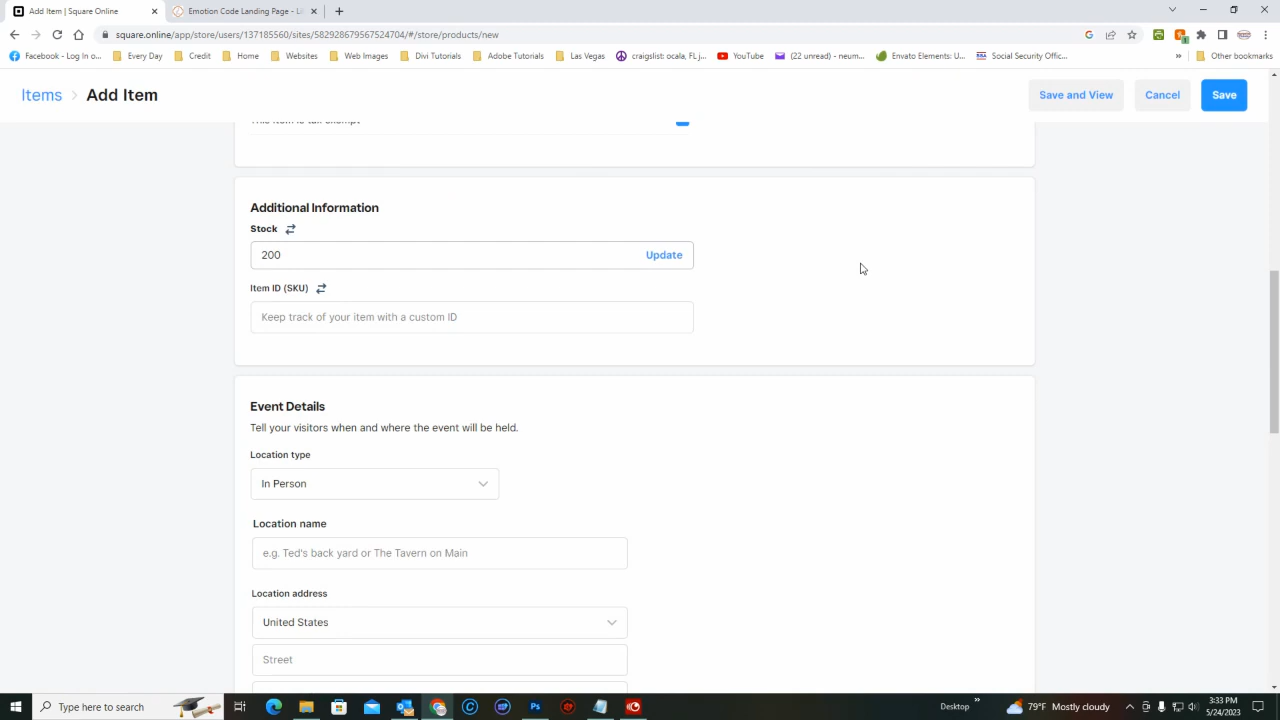 Add Item | Square Online
Emotion Code Landing Page - Li
square.online/app/store/users/137185560/sites/582928679567524704/#/store/products/new
Facebook - Log In o...
Every Day
Credit
Home
Websites
Web Images
Divi Tutorials
Adobe Tutorials
Las Vegas
craigslist: ocala, FL j...
YouTube
(22 unread) - neum...
Envato Elements: U...
Social Security Offic...
Other bookmarks
Items > Add Item
Save and View
Cancel
Save
This item is tax exempt
Additional Information
Stock
200
Update
Item ID (SKU)
Keep track of your item with a custom ID
Event Details
Tell your visitors when and where the event will be held.
Location type
In Person
Location name
e.g. Ted's back yard or The Tavern on Main
Location address
United States
Street
Type here to search
Desktop
79°F Mostly cloudy
3:33 PM
5/24/2023